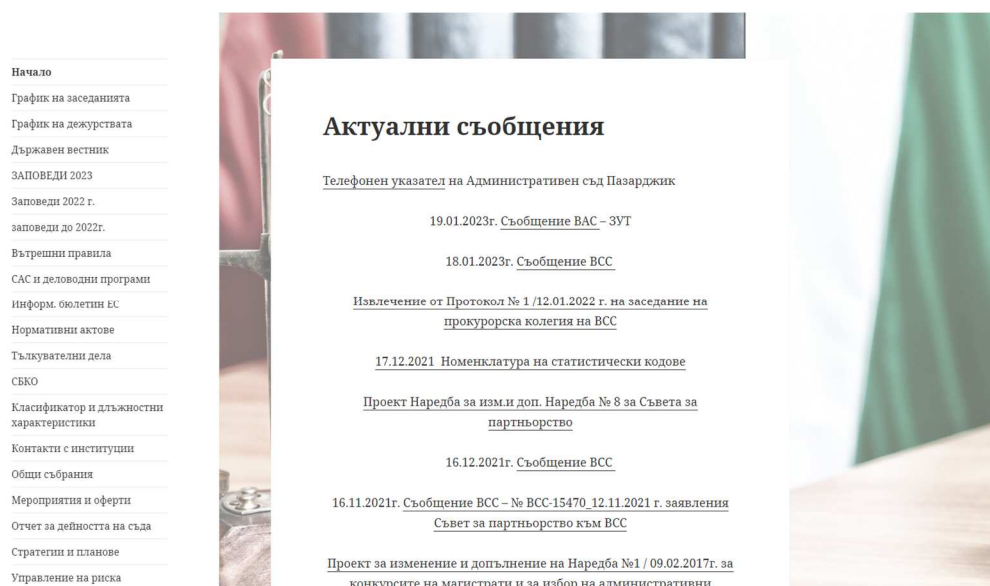 Начало
График на заседанията
График на дежурствата
Държавен вестник
ЗАПОВЕДИ 2023
Заповеди 2022 г.
заповеди до 2022г.
Вътрешни правила
САС и деловодни програми
Информ. бюлетин ЕС
Нормативни актове
Тълкувателни дела
СБКО
Класификатор и длъжностни
характеристики
Контакти с институции
Общи събрания
Мероприятия и оферти
Отчет за дейността на съда
Стратегии и планове
Управление на риска
Актуални съобщения
Телефонен указател на Административен съд Пазарджик
19.01.2023г. Съобщение ВАС – ЗУТ
18.01.2023г. Съобщение ВСС
Извлечение от Протокол № 1 /12.01.2022 г. на заседание на
прокурорска колегия на ВСС
17.12.2021 Номенклатура на статистически кодове
Проект Наредба за изм.и доп. Наредба № 8 за Съвета за
партньорство
16.12.2021г. Съобщение ВСС
16.11.2021г. Съобщение ВСС – № ВСС-15470_12.11.2021 г. заявления
Съвет за партньорство към ВСС
Проект за изменение и допълнение на Наредба №1 / 09.02.2017г. за
конкурсите на магистрати и за избор на административни